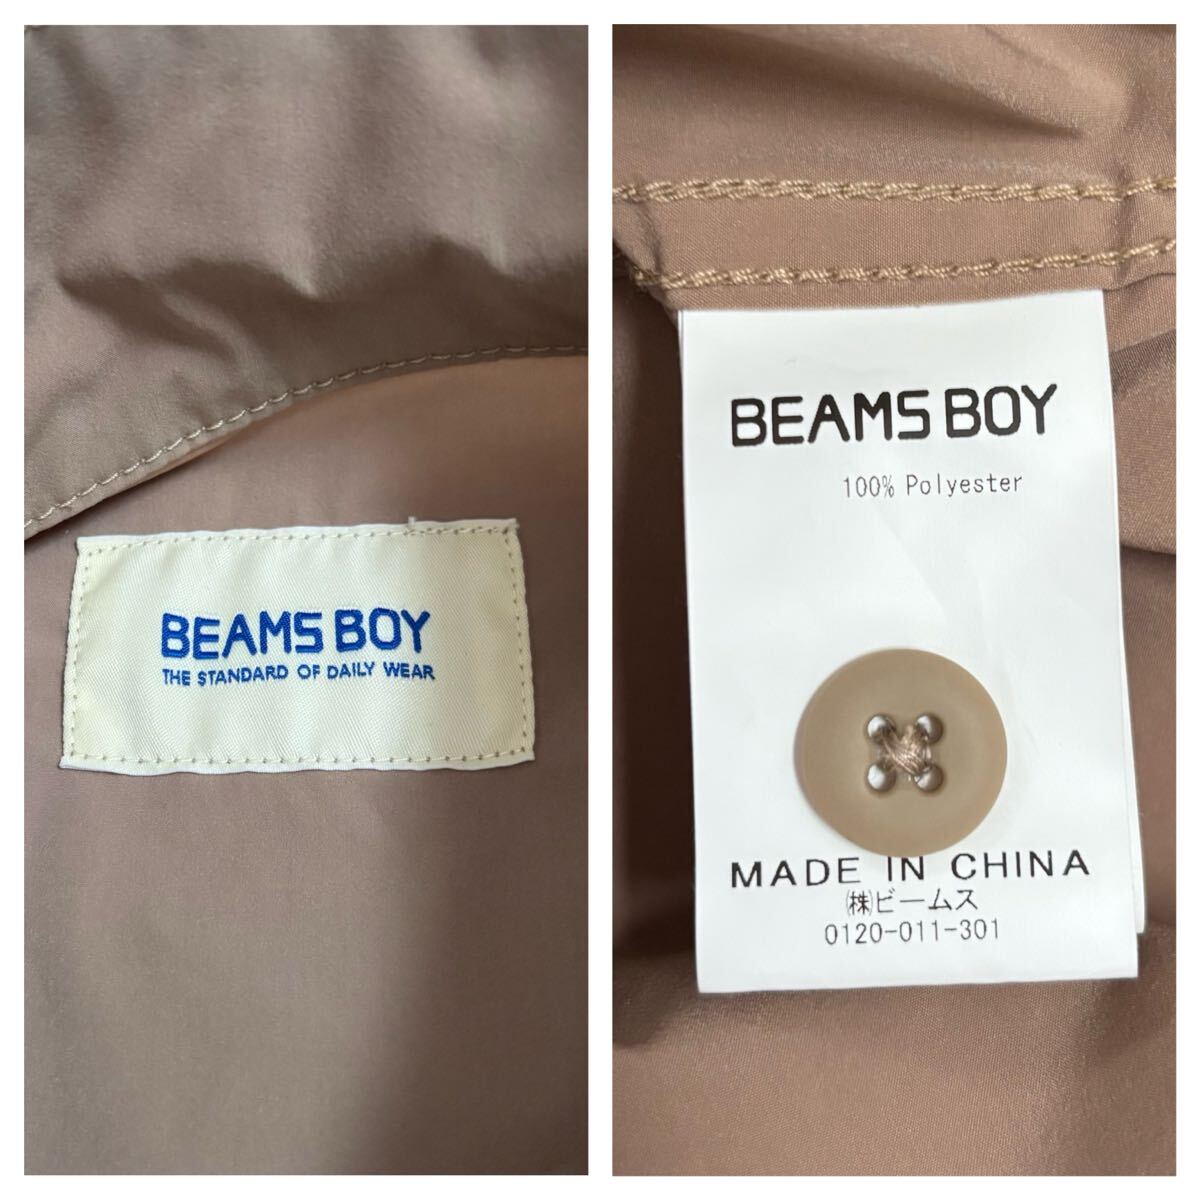 BEAMS BOY
THE STANDARD OF DAILY WEAR
BEAMS BOY
100% Polyester
MADE IN CHINA
㈱ビームス
0120-011-301